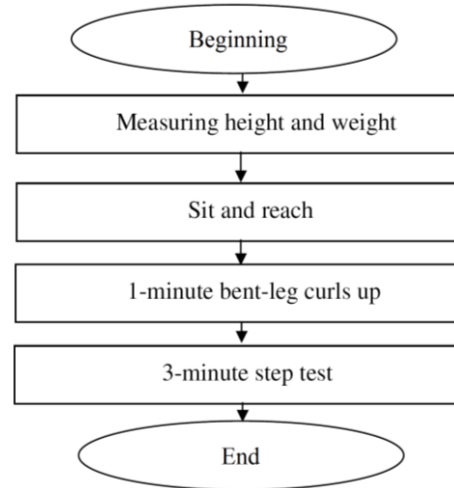 Beginning
Measuring height and weight
Sit and reach
1-minute bent-leg curls up
3-minute step test
End